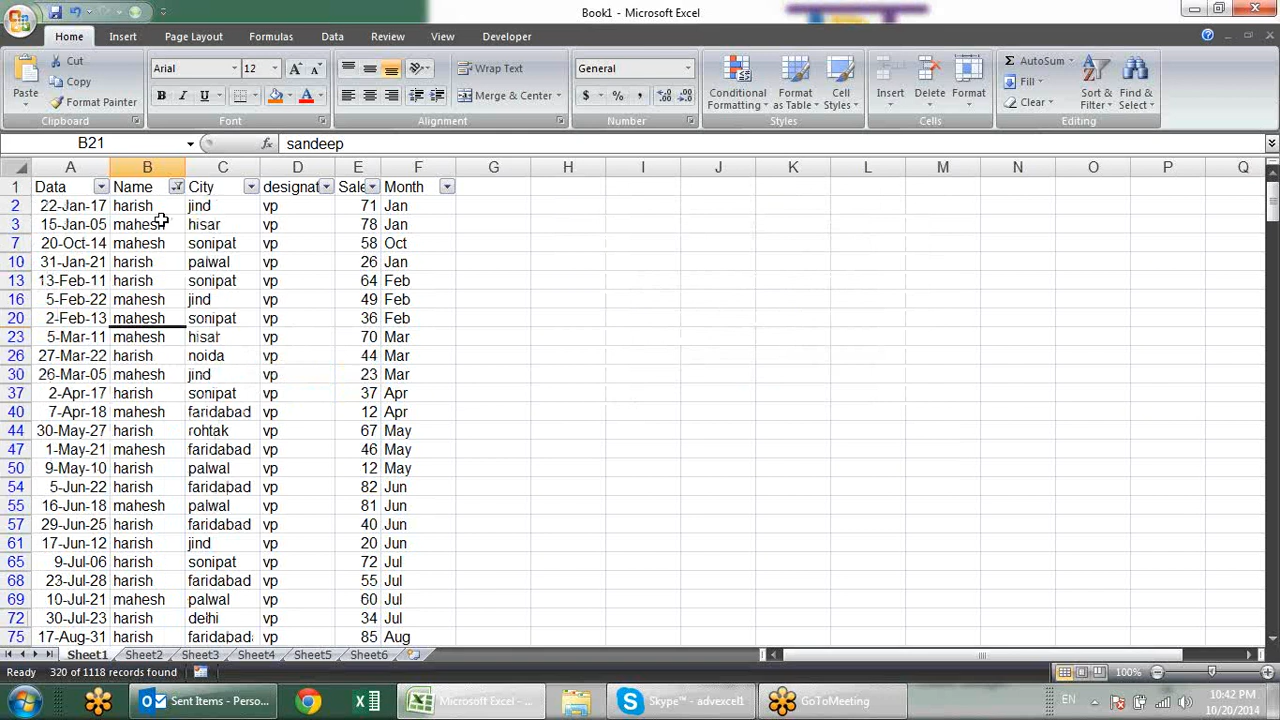 Book1 - Microsoft Excel
Home Insert Page Layout Formulas Data Review View Developer
Paste Cut Copy Format Painter Clipboard
Arial 12 A A B I U A Font
Wrap Text Merge & Center Alignment
General $ % , Number
Conditional Formatting Format as Table Cell Styles Styles
Insert Delete Format Cells
AutoSum Fill Clear Sort & Filter Find & Select Editing
B21 fx sandeep
A B C D E F G H I J K L M N O P Q
1 Data Name City designat Sale Month
2 22-Jan-17 harish jind vp 71 Jan
3 15-Jan-05 mahesh hisar vp 78 Jan
7 20-Oct-14 mahesh sonipat vp 58 Oct
10 31-Jan-21 harish palwal vp 26 Jan
13 13-Feb-11 harish sonipat vp 64 Feb
16 5-Feb-22 mahesh jind vp 49 Feb
20 2-Feb-13 mahesh sonipat vp 36 Feb
23 5-Mar-11 mahesh hisar vp 70 Mar
26 27-Mar-22 harish noida vp 44 Mar
30 26-Mar-05 mahesh jind vp 23 Mar
37 2-Apr-17 harish sonipat vp 37 Apr
40 7-Apr-18 mahesh faridabad vp 12 Apr
44 30-May-27 harish rohtak vp 67 May
47 1-May-21 mahesh faridabad vp 46 May
50 9-May-10 harish palwal vp 12 May
54 5-Jun-22 harish faridabad vp 82 Jun
55 16-Jun-18 mahesh palwal vp 81 Jun
57 29-Jun-25 harish faridabad vp 40 Jun
61 17-Jun-12 harish jind vp 20 Jun
65 9-Jul-06 harish sonipat vp 72 Jul
68 23-Jul-28 harish faridabad vp 55 Jul
69 10-Jul-21 mahesh palwal vp 60 Jul
72 30-Jul-23 harish delhi vp 34 Jul
75 17-Aug-31 harish faridabad vp 85 Aug
Sheet1 Sheet2 Sheet3 Sheet4 Sheet5 Sheet6
Ready 320 of 1118 records found 100%
Sent Items - Perso... Microsoft Excel - ... Skype™ - advexcel1 GoToMeeting EN 10:42 PM
10/20/2014